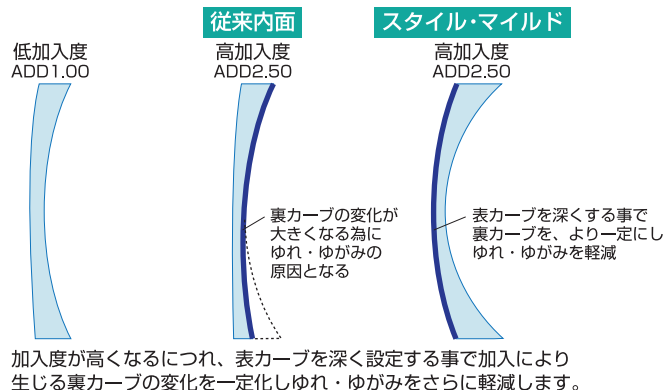 従来内面
スタイル・マイルド
低加入度
ADD1.00
高加入度
ADD2.50
高加入度
ADD2.50
裏カーブの変化が
大きくなる為に
ゆれ・ゆがみの
原因となる
表カーブを深くする事で
裏カーブを、より一定にし
ゆれ・ゆがみを軽減
加入度が高くなるにつれ、表カーブを深く設定する事で加入により
生じる裏カーブの変化を一定化しゆれ・ゆがみをさらに軽減します。